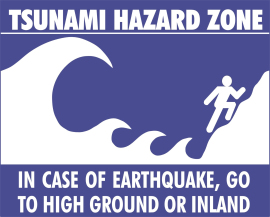 TSUNAMI HAZARD ZONE
IN CASE OF EARTHQUAKE, GO
TO HIGH GROUND OR INLAND